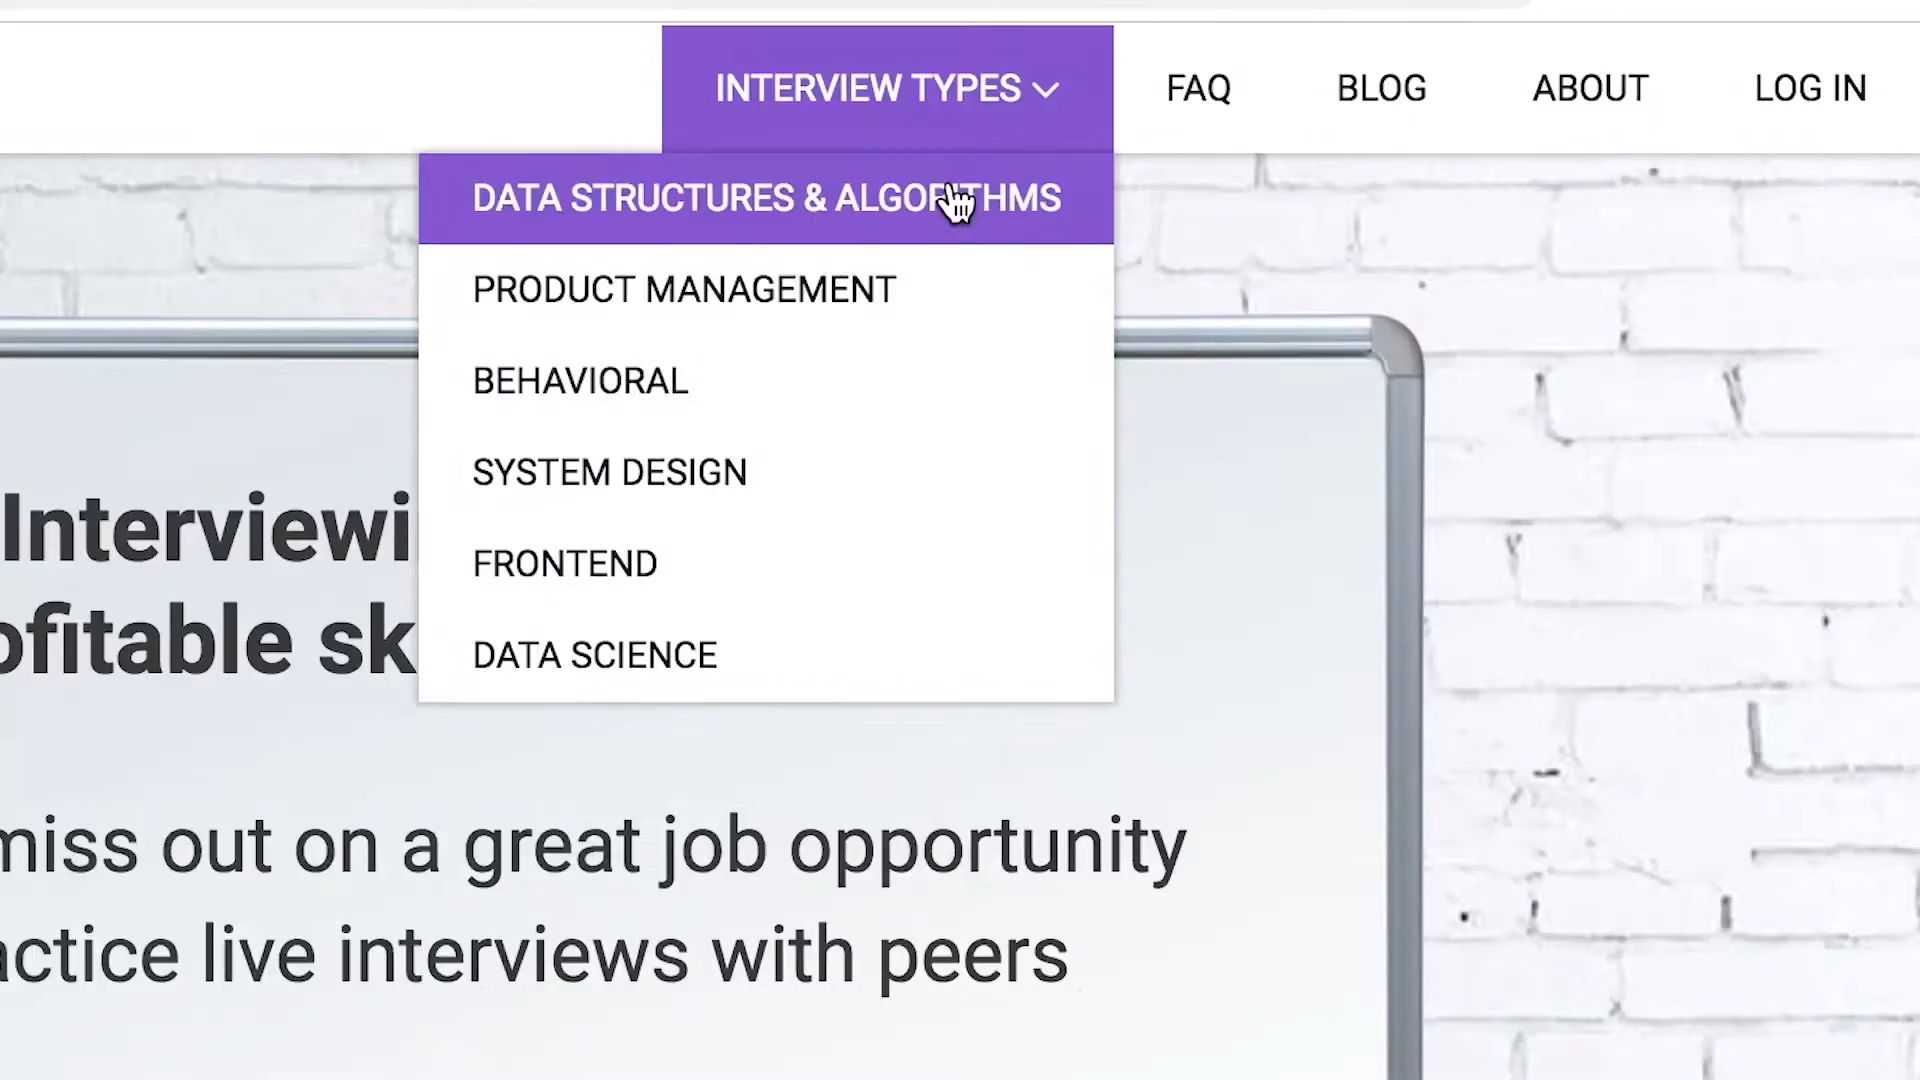 INTERVIEW TYPES FAQ BLOG ABOUT LOG IN
DATA STRUCTURES & ALGORITHMS
PRODUCT MANAGEMENT
BEHAVIORAL
SYSTEM DESIGN
FRONTEND
DATA SCIENCE
Interviewi
ofitable sk
miss out on a great job opportunity
actice live interviews with peers